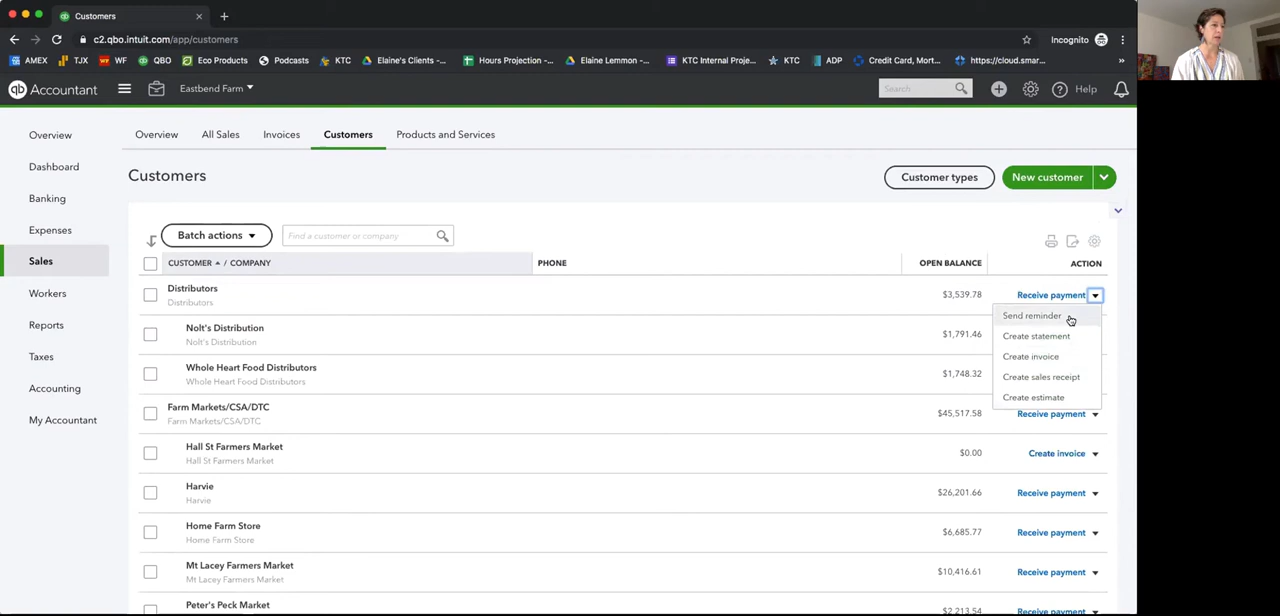 Customers
c2.qbo.intuit.com/app/customers
Incognito
AMEX TJX WF QBO Eco Products Podcasts KTC Elaine's Clients -... Hours Projection -... Elaine Lemmon -... KTC Internal Proje... KTC ADP Credit Card, Mort... https://cloud.smar... »
qb Accountant
Eastbend Farm
Search
Help
Overview
Dashboard
Banking
Expenses
Sales
Workers
Reports
Taxes
Accounting
My Accountant
Overview All Sales Invoices Customers Products and Services
Customers
Customer types
New customer
Batch actions
Find a customer or company
CUSTOMER / COMPANY PHONE OPEN BALANCE ACTION
Distributors
Distributors
$3,539.78 Receive payment
Send reminder
Create statement
Create invoice
Create sales receipt
Create estimate
Nolt's Distribution
Nolt's Distribution
$1,791.46
Whole Heart Food Distributors
Whole Heart Food Distributors
$1,748.32
Farm Markets/CSA/DTC
Farm Markets/CSA/DTC
$45,517.58 Receive payment
Hall St Farmers Market
Hall St Farmers Market
$0.00 Create invoice
Harvie
Harvie
$26,201.66 Receive payment
Home Farm Store
Home Farm Store
$6,685.77 Receive payment
Mt Lacey Farmers Market
Mt Lacey Farmers Market
$10,416.61 Receive payment
Peter's Peck Market
$2,213.54 Receive payment